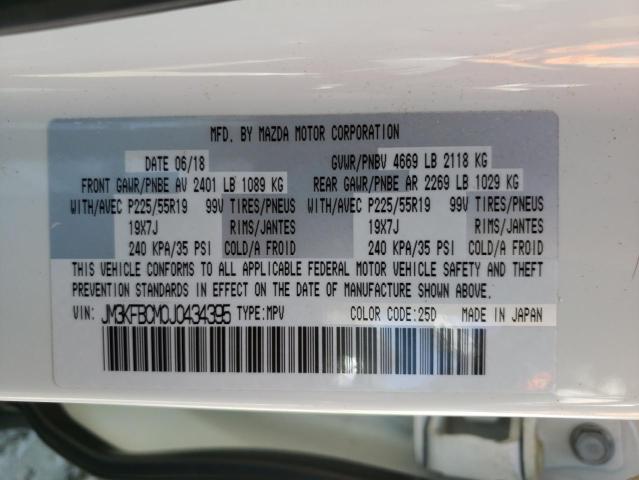 MFD. BY MAZDA MOTOR CORPORATION
DATE 06/18 GVWR/PNBV 4669 LB 2118 KG
FRONT GAWR/PNBE AV 2401 LB 1089 KG REAR GAWR/PNBE AR 2269 LB 1029 KG
WITH/AVEC P225/55R19 99V TIRES/PNEUS WITH/AVEC P225/55R19 99V TIRES/PNEUS
19X7J RIMS/JANTES 19X7J RIMS/JANTES
240 KPA/35 PSI COLD/A FROID 240 KPA/35 PSI COLD/A FROID
THIS VEHICLE CONFORMS TO ALL APPLICABLE FEDERAL MOTOR VEHICLE SAFETY AND THEFT
PREVENTION STANDARDS IN EFFECT ON THE DATE OF MANUFACTURE SHOWN ABOVE.
VIN: JM3KFBCM0J0434395 TYPE:MPV COLOR CODE:25D MADE IN JAPAN